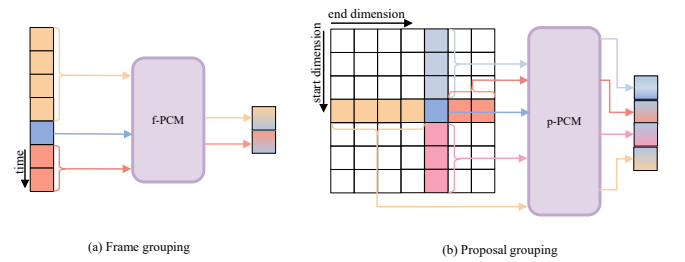 end dimension
start dimension
f-PCM
p-PCM
time
(a) Frame grouping
(b) Proposal grouping